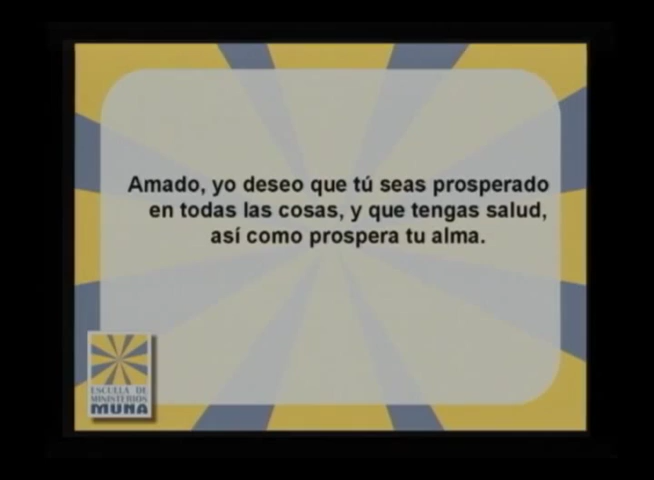 Amado, yo deseo que tú seas prosperado
en todas las cosas, y que tengas salud,
así como prospera tu alma.
ESCUELA DE
MINISTERIOS
MUNA